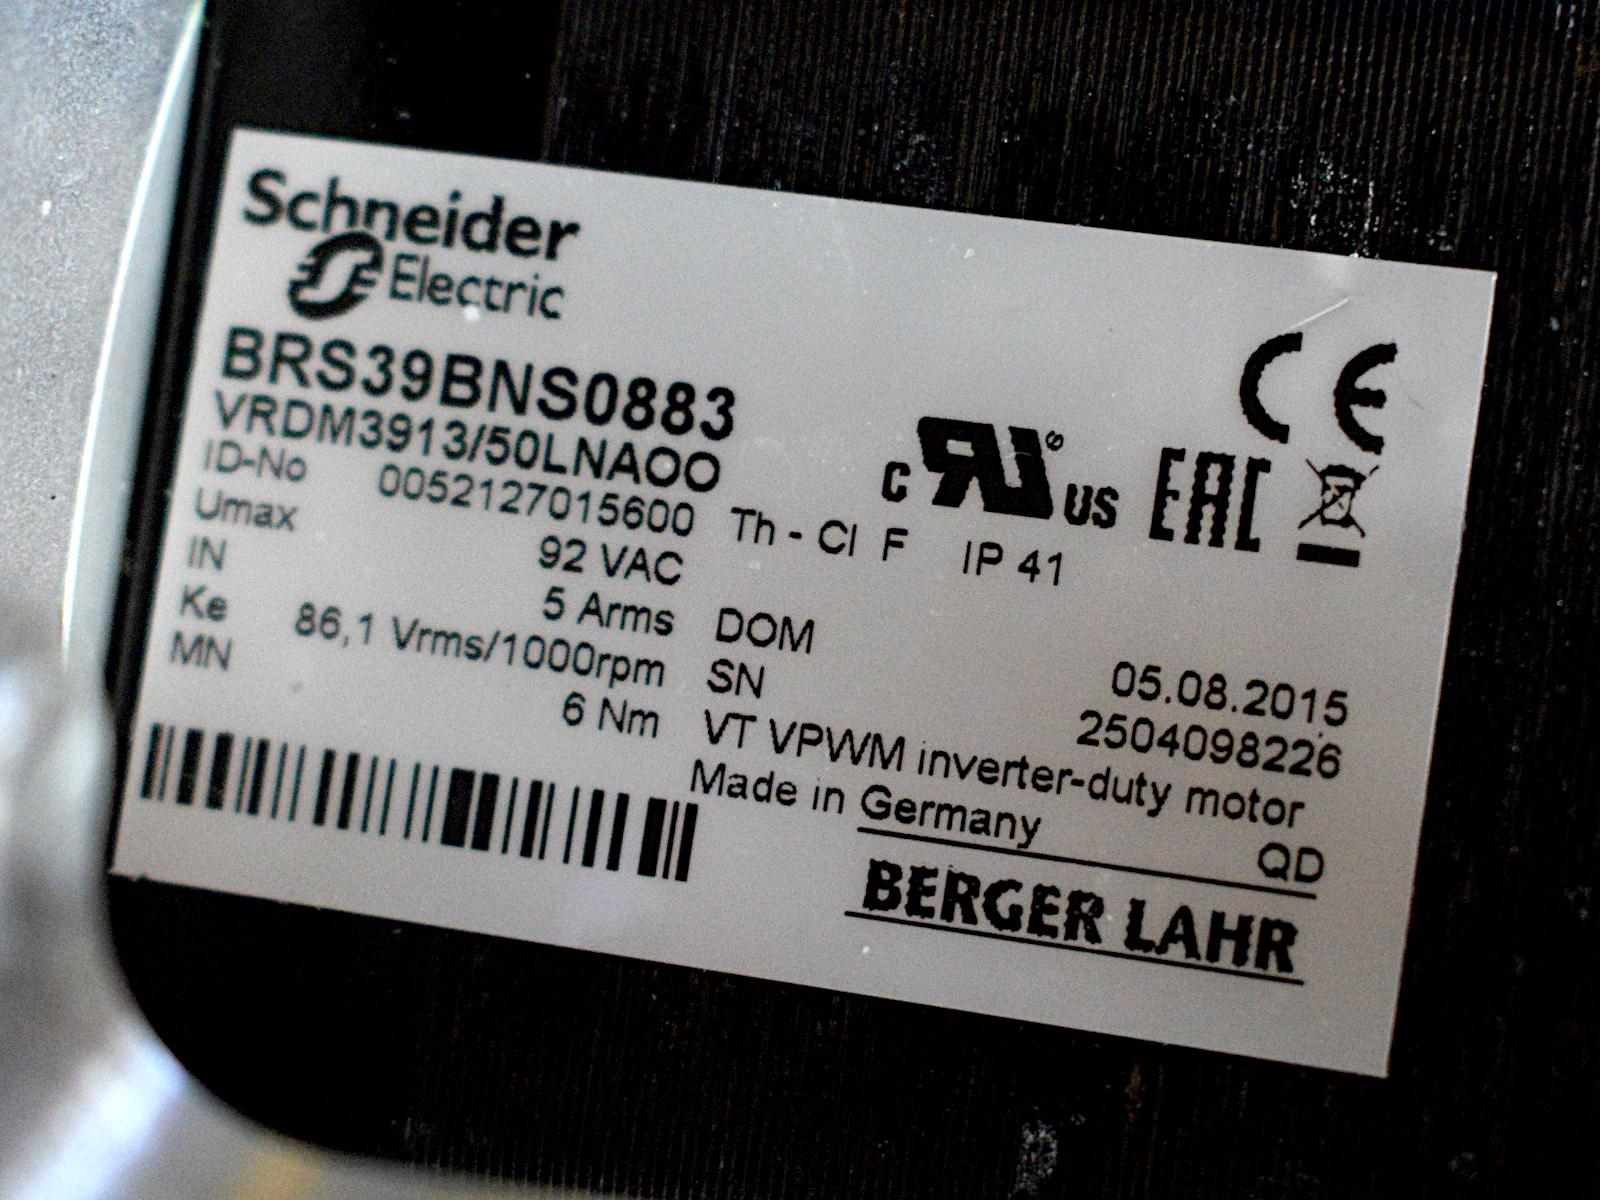 Schneider
Electric
BRS39BNS0883
VRDM3913/50LNAOO
ID-No 0052127015600
Umax 92 VAC
IN 5 Arms
Ke 86,1 Vrms/1000rpm
MN 6 Nm
CE
c RU® US EAC
Th - Cl F IP 41
DOM 05.08.2015
SN 2504098226
VT VPWM inverter-duty motor
Made in Germany QD
BERGER LAHR